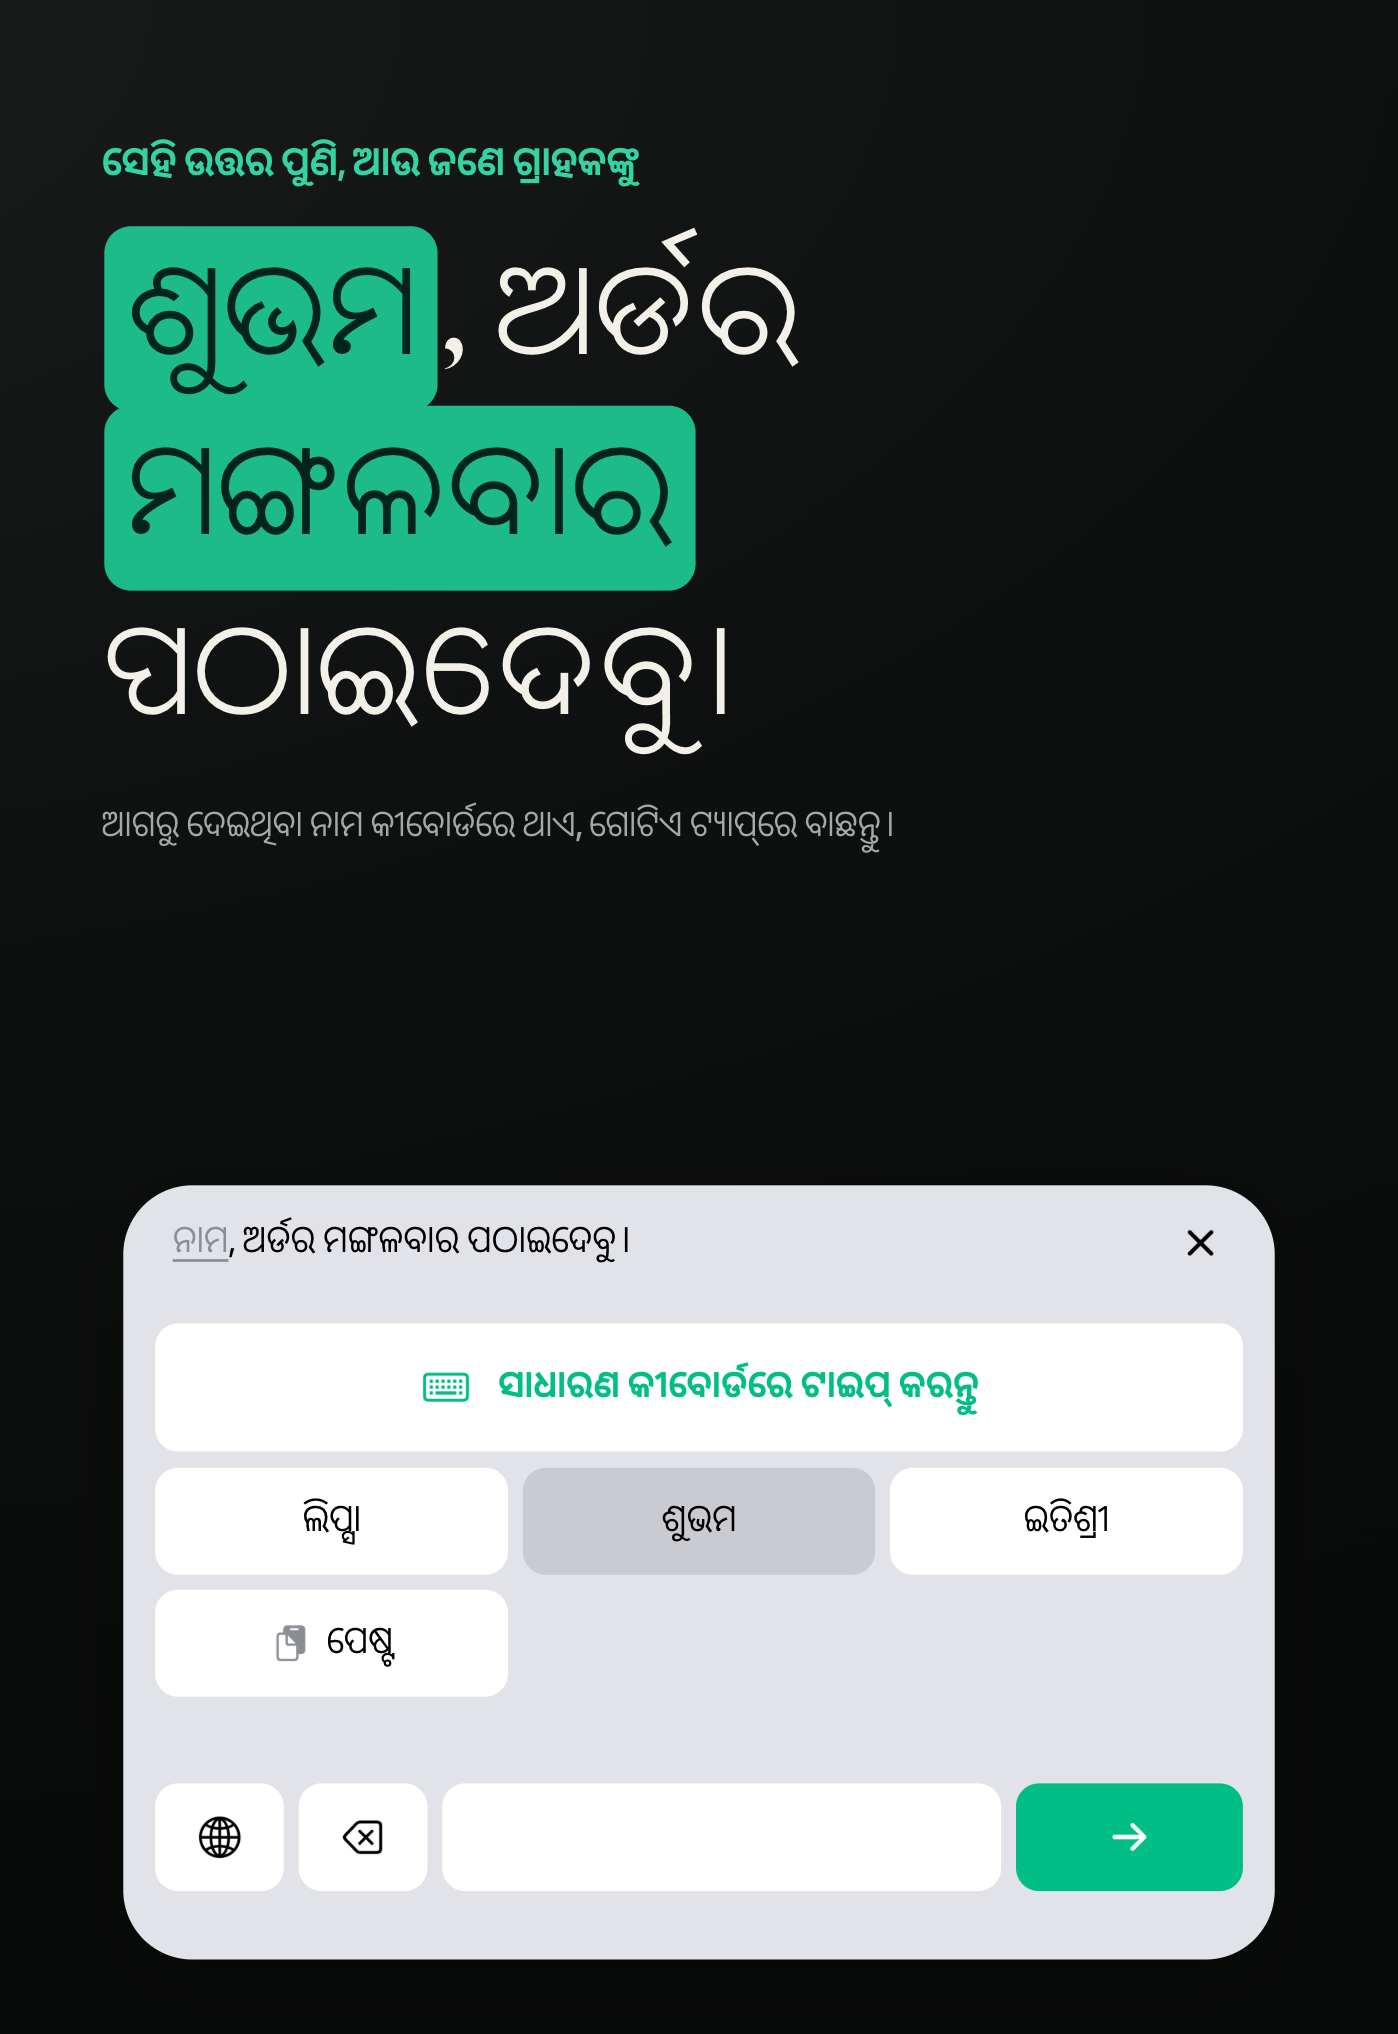 ସେହି ଉତ୍ତର ପୁଣି, ଆଉ ଜଣେ ଗ୍ରାହକଙ୍କୁ
ଶୁଭମ, ଅର୍ଡର
ମଙ୍ଗଳବାର
ପଠାଇଦେବୁ।
ଆଗରୁ ଦେଇଥିବା ନାମ କୀବୋର୍ଡରେ ଥାଏ, ଗୋଟିଏ ଟ୍ୟାପ୍‌ରେ ବାଛନ୍ତୁ।
ନାମ, ଅର୍ଡର ମଙ୍ଗଳବାର ପଠାଇଦେବୁ।
ସାଧାରଣ କୀବୋର୍ଡରେ ଟାଇପ୍ କରନ୍ତୁ
ଲିପ୍ସା
ଶୁଭମ
ଇତିଶ୍ରୀ
ପେଷ୍ଟ